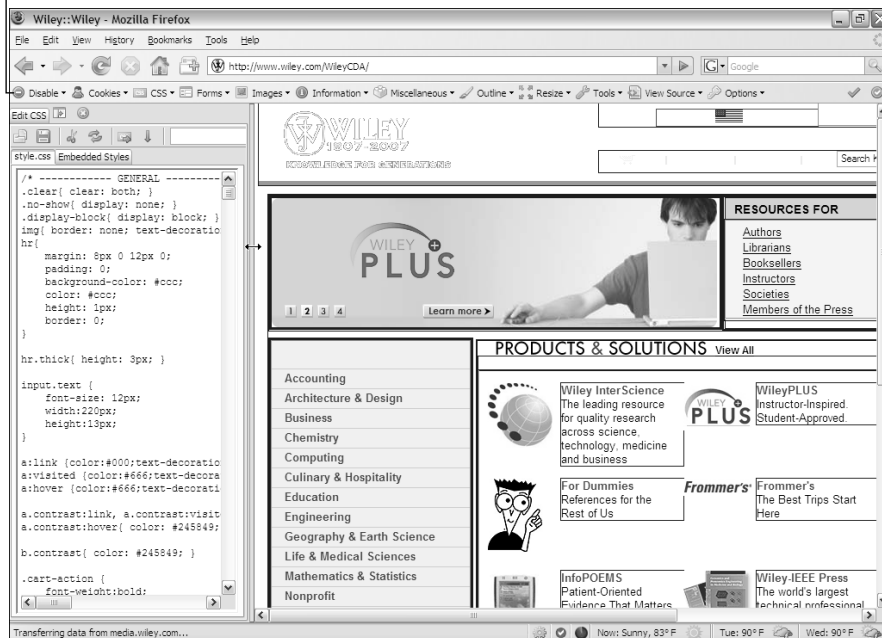 Wiley::Wiley - Mozilla Firefox
File Edit View History Bookmarks Tools Help
http://www.wiley.com/WileyCDA/
G Google
Disable Cookies CSS Forms Images Information Miscellaneous Outline Resize Tools View Source Options
Edit CSS
style.css Embedded Styles
/* ------------ GENERAL ---------
.clear{ clear: both; }
.no-show{ display: none; }
.display-block{ display: block; }
img{ border: none; text-decoratio
hr{
margin: 8px 0 12px 0;
padding: 0;
background-color: #ccc;
color: #ccc;
height: 1px;
border: 0;
}
hr.thick{ height: 3px; }
input.text {
font-size: 12px;
width:220px;
height:13px;
}
a:link {color:#000;text-decoratio
a:visited {color:#666;text-decora
a:hover {color:#666;text-decorati
a.contrast:link, a.contrast:visit
a.contrast:hover{ color: #245849;
b.contrast{ color: #245849; }
.cart-action {
font-weight:bold;
WILEY
1807-2007
KNOWLEDGE FOR GENERATIONS
Search
WILEY
PLUS
1 2 3 4
Learn more
RESOURCES FOR
Authors
Librarians
Booksellers
Instructors
Societies
Members of the Press
Accounting
Architecture & Design
Business
Chemistry
Computing
Culinary & Hospitality
Education
Engineering
Geography & Earth Science
Life & Medical Sciences
Mathematics & Statistics
Nonprofit
PRODUCTS & SOLUTIONS View All
Wiley InterScience
The leading resource
for quality research
across science,
technology, medicine
and business
WILEY
PLUS
WileyPLUS
Instructor-Inspired.
Student-Approved.
For Dummies
References for the
Rest of Us
Frommer's
Frommer's
The Best Trips Start
Here
InfoPOEMS
Patient-Oriented
Evidence That Matters
Wiley-IEEE Press
The world's largest
technical professional
Transferring data from media.wiley.com...
Now: Sunny, 83° F Tue: 90° F Wed: 90° F